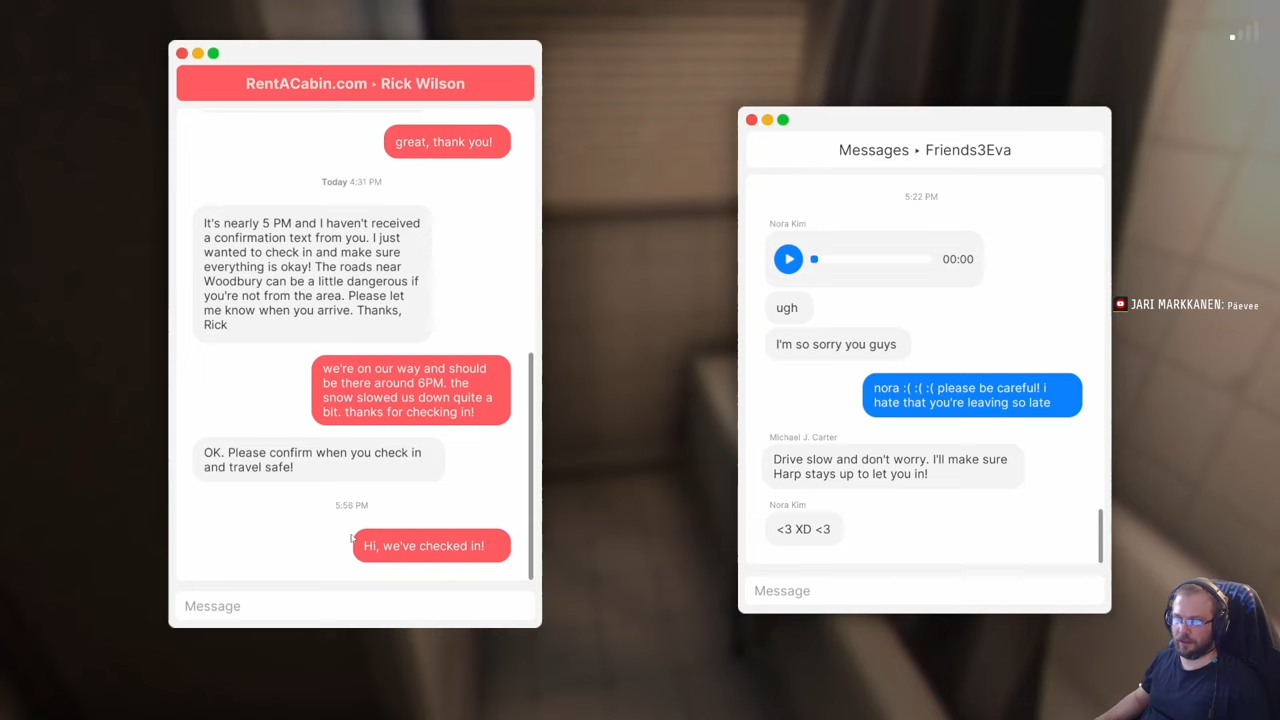 RentACabin.com ▸ Rick Wilson
great, thank you!
Today 4:31 PM
It's nearly 5 PM and I haven't received
a confirmation text from you. I just
wanted to check in and make sure
everything is okay! The roads near
Woodbury can be a little dangerous if
you're not from the area. Please let
me know when you arrive. Thanks,
Rick
we're on our way and should
be there around 6PM. the
snow slowed us down quite a
bit. thanks for checking in!
OK. Please confirm when you check in
and travel safe!
5:56 PM
Hi, we've checked in!
Message
Messages ▸ Friends3Eva
5:22 PM
Nora Kim
00:00
ugh
I'm so sorry you guys
nora :( :( :( please be careful! i
hate that you're leaving so late
Michael J. Carter
Drive slow and don't worry. I'll make sure
Harp stays up to let you in!
Nora Kim
<3 XD <3
Message
JARI MARKKANEN: Päevee